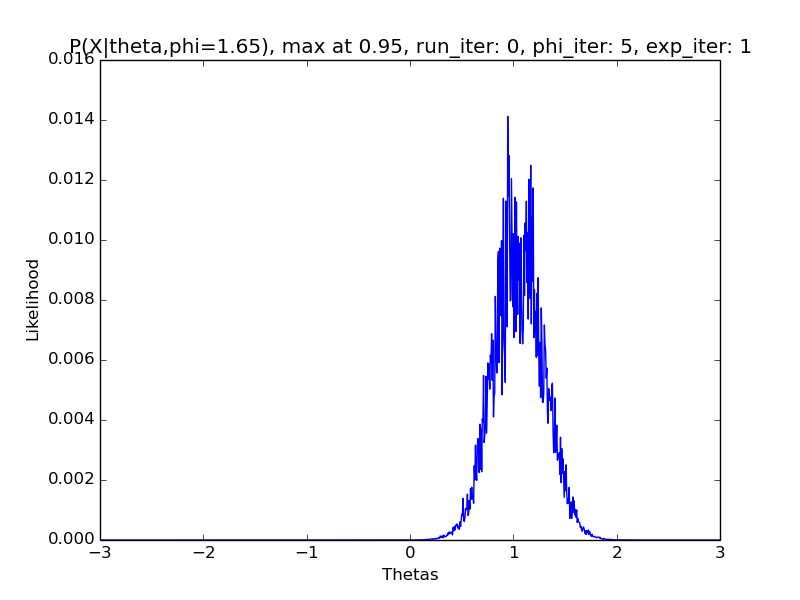 P(X|theta,phi=1.65), max at 0.95, run_iter: 0, phi_iter: 5, exp_iter: 1
0.016
0.014
0.012
0.010
0.008
0.006
0.004
0.002
0.000
Likelihood
−3 −2 −1 0 1 2 3
Thetas